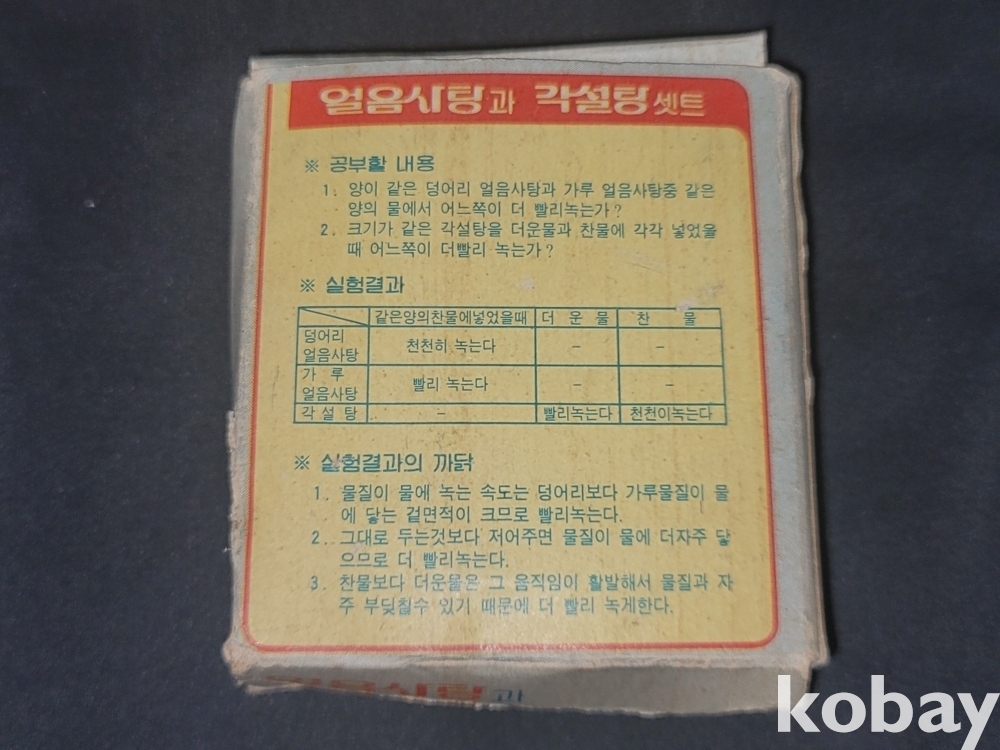 얼음사탕과 각설탕 셋트
※ 공부할 내용
1. 양이 같은 덩어리 얼음사탕과 가루 얼음사탕중 같은
양의 물에서 어느쪽이 더 빨리녹는가?
2. 크기가 같은 각설탕을 더운물과 찬물에 각각 넣었을
때 어느쪽이 더빨리 녹는가?
※ 실험결과
같은양의찬물에넣었을때 더 운 물 찬 물
덩어리
얼음사탕 천천히 녹는다 － －
가 루
얼음사탕 빨리 녹는다 － －
각 설 탕 － 빨리녹는다 천천이녹는다
※ 실험결과의 까닭
1. 물질이 물에 녹는 속도는 덩어리보다 가루물질이 물
에 닿는 겉면적이 크므로 빨리녹는다.
2. 그대로 두는것보다 저어주면 물질이 물에 더자주 닿
으므로 더 빨리녹는다.
3. 찬물보다 더운물은 그 움직임이 활발해서 물질과 자
주 부딪칠수 있기 때문에 더 빨리 녹게한다.
얼음사탕과
kobay